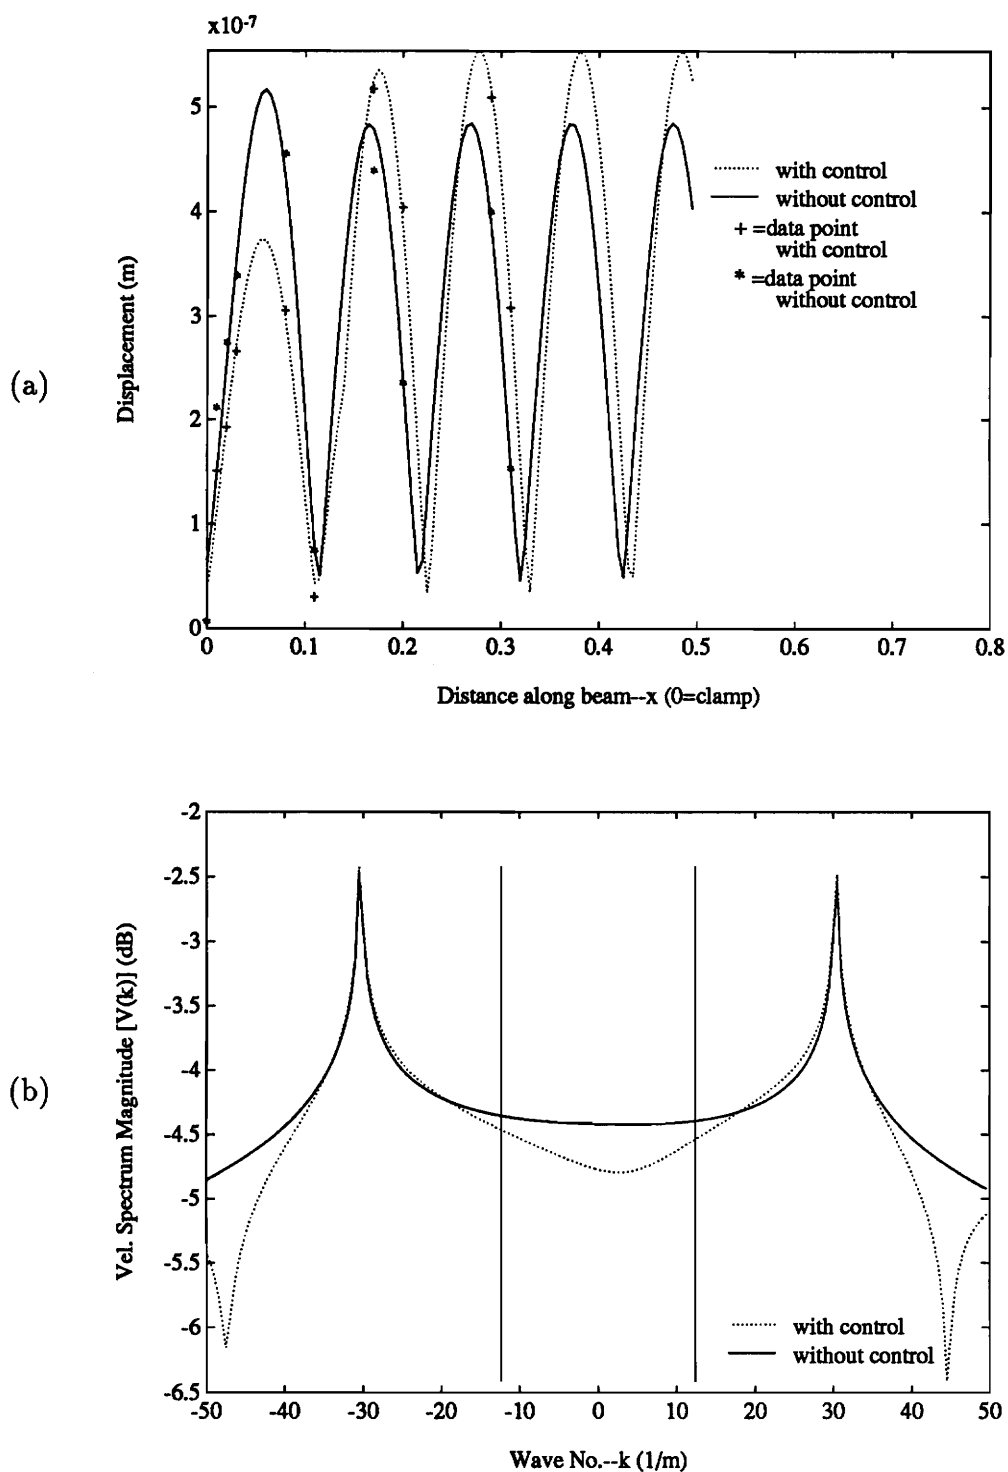 x10-7
5
4
3
2
1
0
Displacement (m)
(a)
with control
without control
+ =data point
with control
* =data point
without control
0 0.1 0.2 0.3 0.4 0.5 0.6 0.7 0.8
Distance along beam--x (0=clamp)
-2
-2.5
-3
-3.5
-4
-4.5
-5
-5.5
-6
-6.5
Vel. Spectrum Magnitude [V(k)] (dB)
(b)
with control
without control
-50 -40 -30 -20 -10 0 10 20 30 40 50
Wave No.--k (1/m)